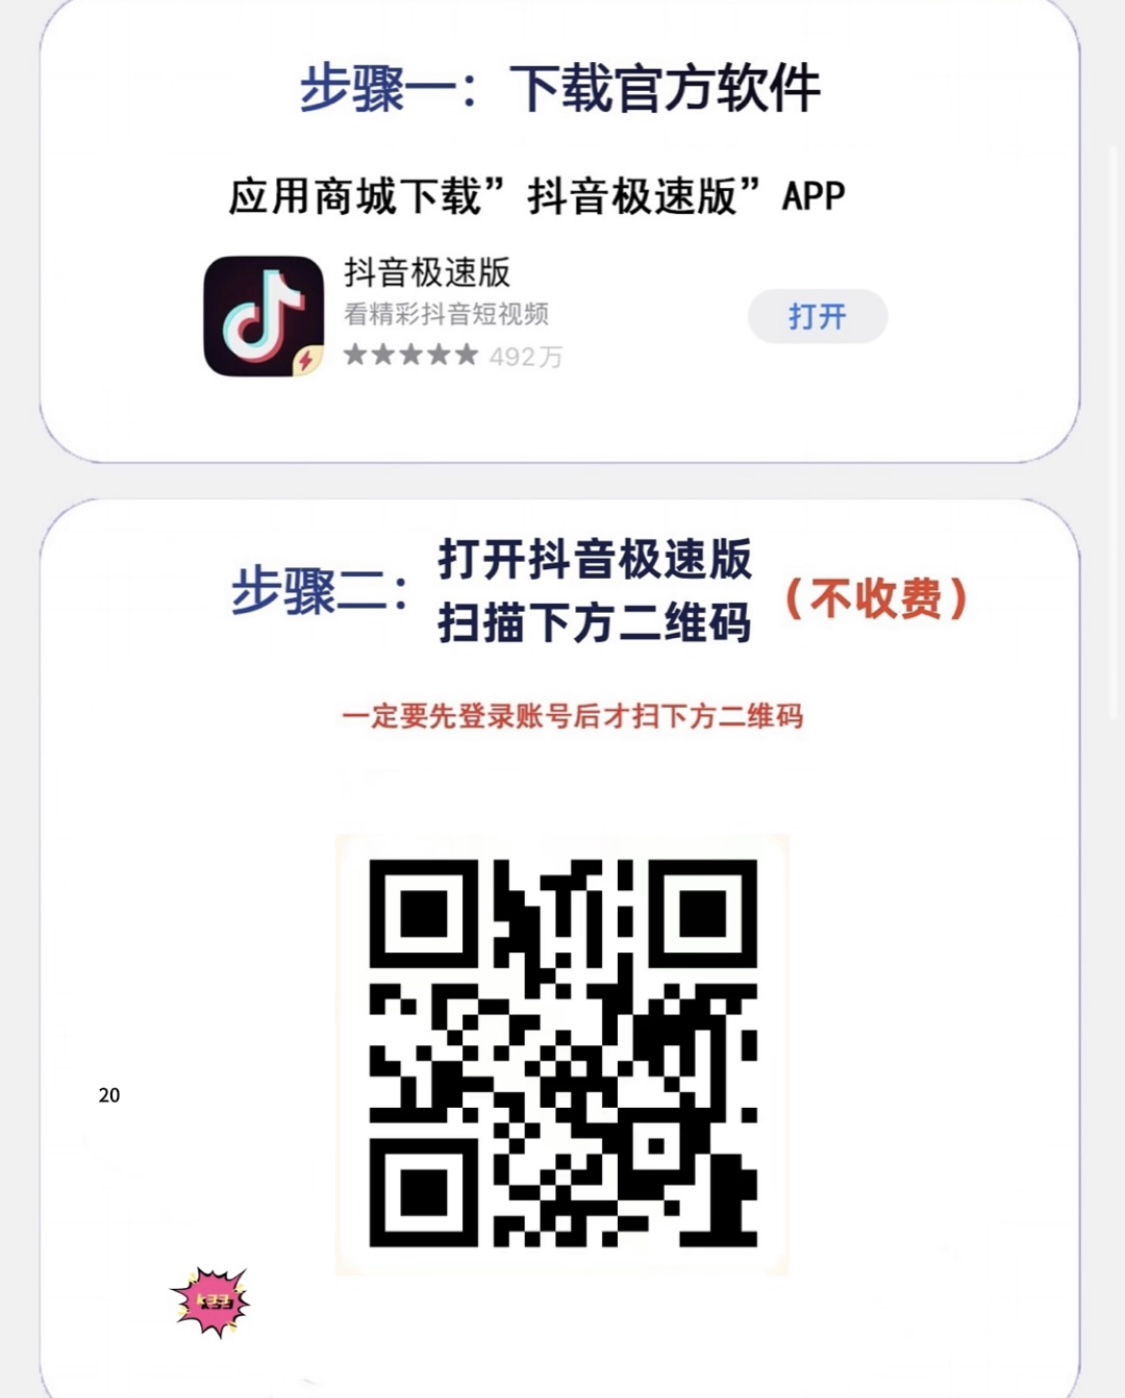 步骤一：下载官方软件
应用商城下载”抖音极速版”APP
抖音极速版
看精彩抖音短视频
492万
打开
步骤二：
打开抖音极速版
扫描下方二维码
（不收费）
一定要先登录账号后才扫下方二维码
20
k33